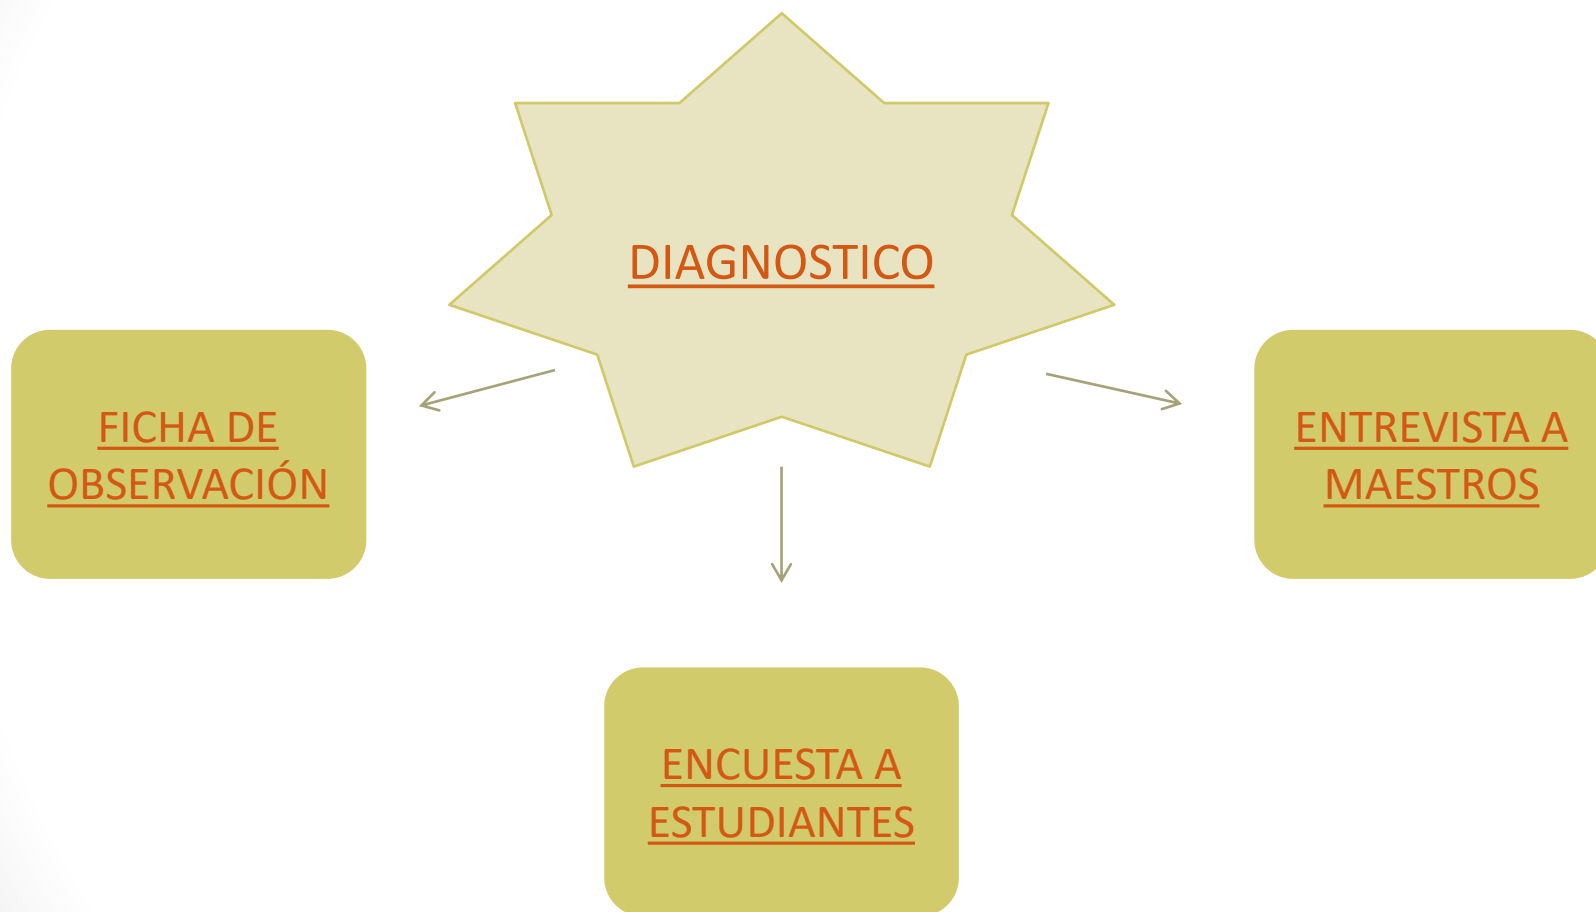 DIAGNOSTICO
FICHA DE
OBSERVACIÓN
ENTREVISTA A
MAESTROS
ENCUESTA A
ESTUDIANTES